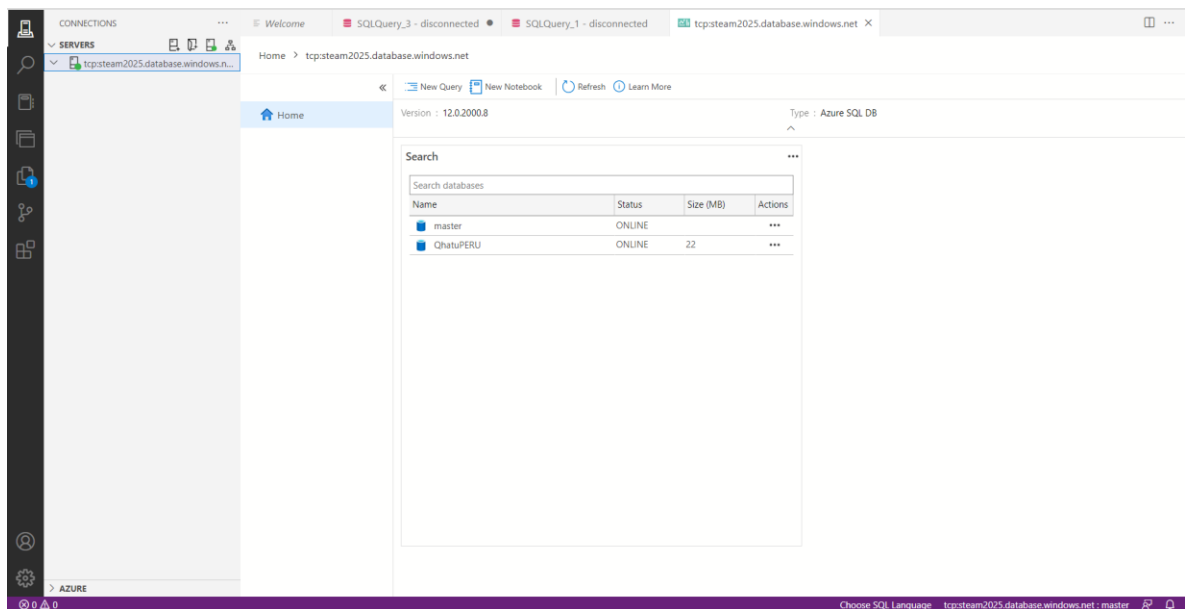 CONNECTIONS ···
SERVERS
tcp:steam2025.database.windows.n...
AZURE
Welcome SQLQuery_3 - disconnected ● SQLQuery_1 - disconnected tcp:steam2025.database.windows.net ×
Home > tcp:steam2025.database.windows.net
« New Query New Notebook Refresh Learn More
Home
Version : 12.0.2000.8 Type : Azure SQL DB
Search ···
Search databases
Name Status Size (MB) Actions
master ONLINE ···
QhatuPERU ONLINE 22 ···
1
0 0 Choose SQL Language tcp:steam2025.database.windows.net : master